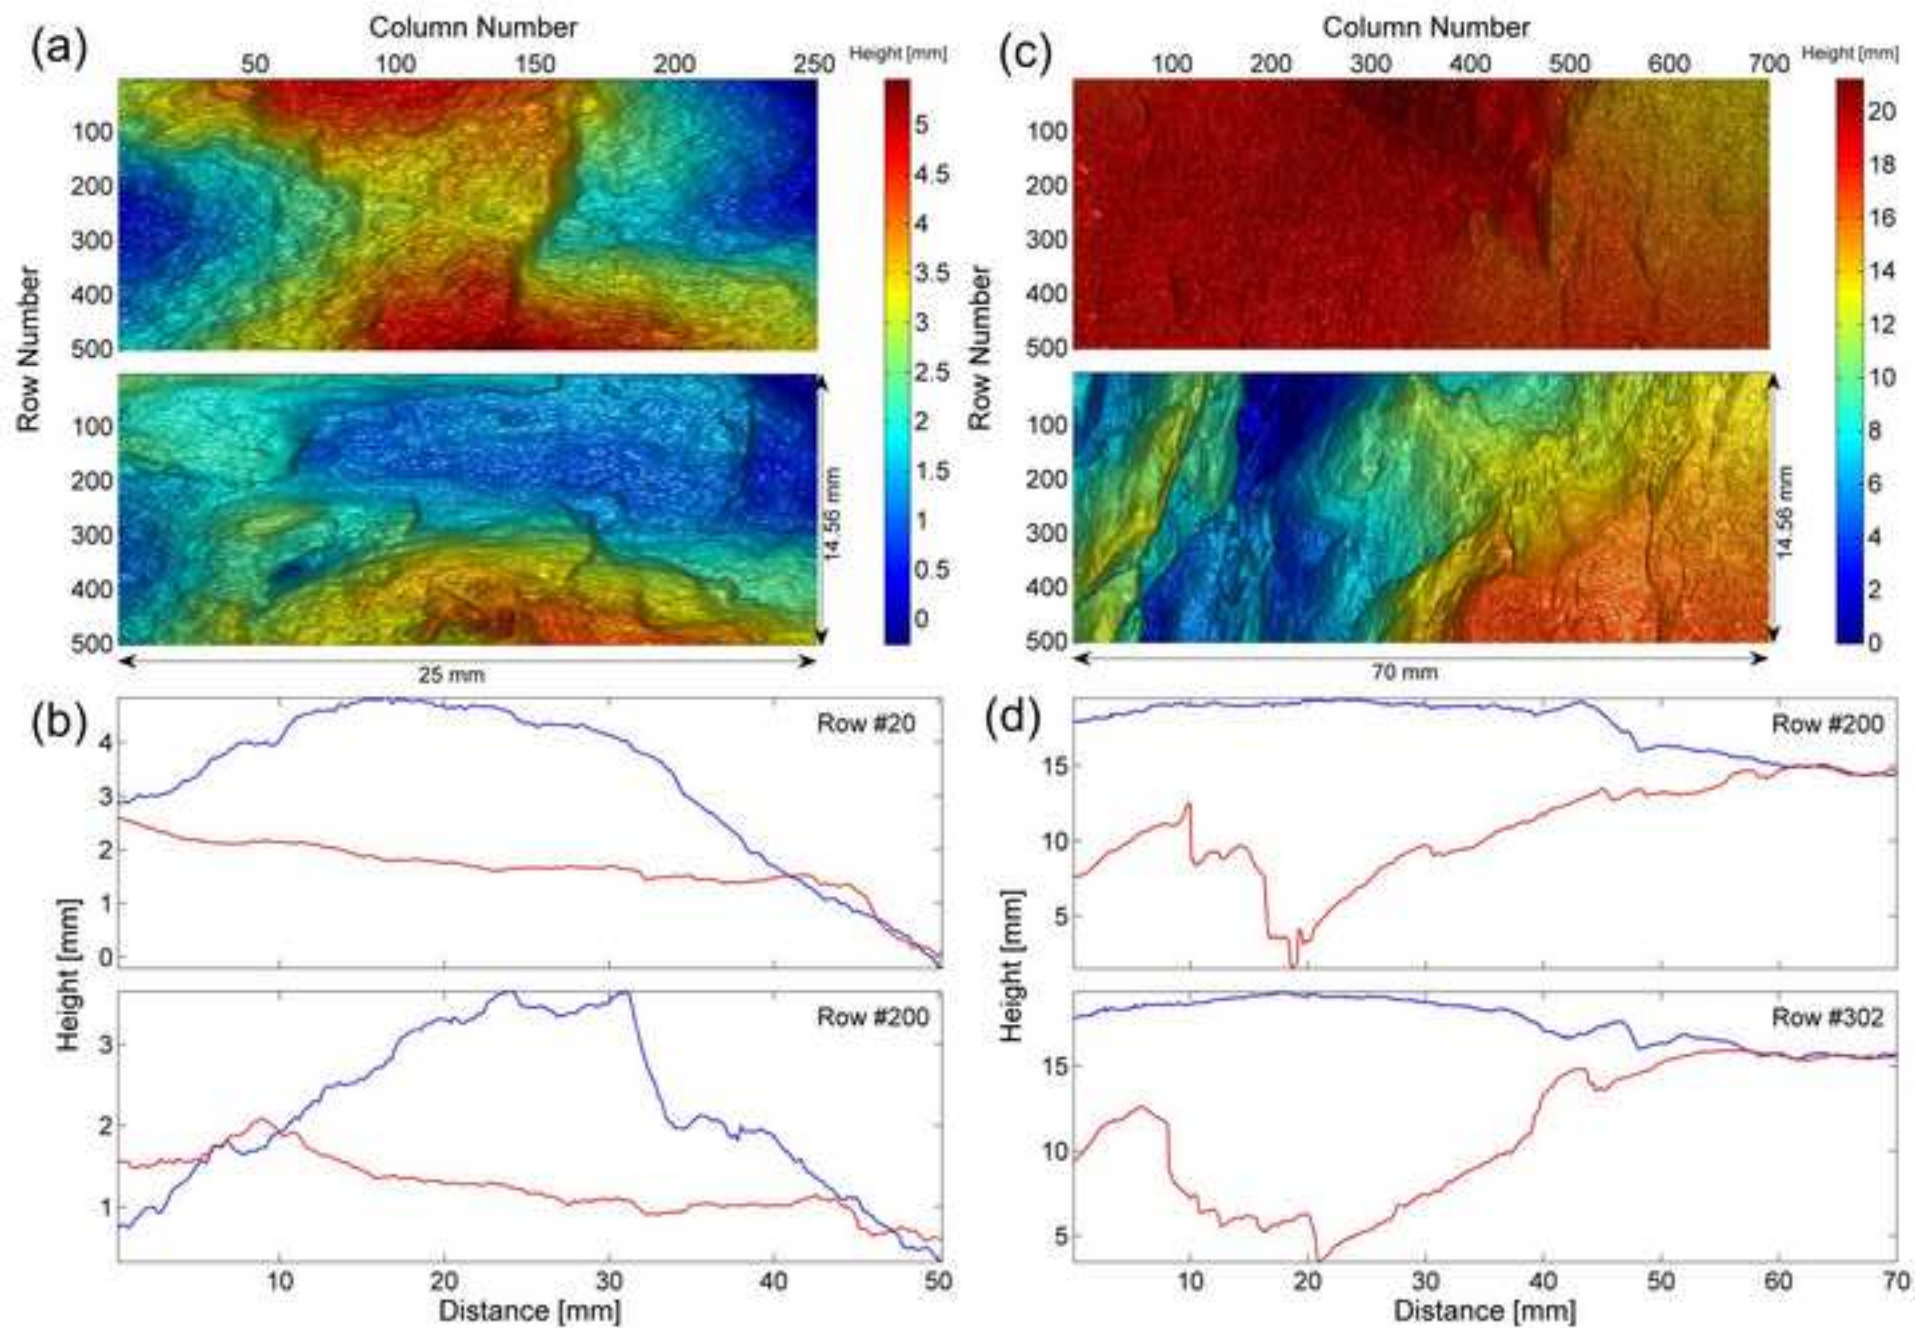 (a)
Column Number
50 100 150 200 250
Height [mm]
Row Number
100
200
300
400
500
100
200
300
400
500
5
4.5
4
3.5
3
2.5
2
1.5
1
0.5
0
14.56 mm
25 mm
(c)
Column Number
100 200 300 400 500 600 700
Height [mm]
Row Number
100
200
300
400
500
100
200
300
400
500
20
18
16
14
12
10
8
6
4
2
0
14.56 mm
70 mm
(b)
Row #20
4
3
2
1
0
Height [mm]
Row #200
3
2
1
10 20 30 40 50
Distance [mm]
(d)
Row #200
15
10
5
Height [mm]
Row #302
15
10
5
10 20 30 40 50 60 70
Distance [mm]